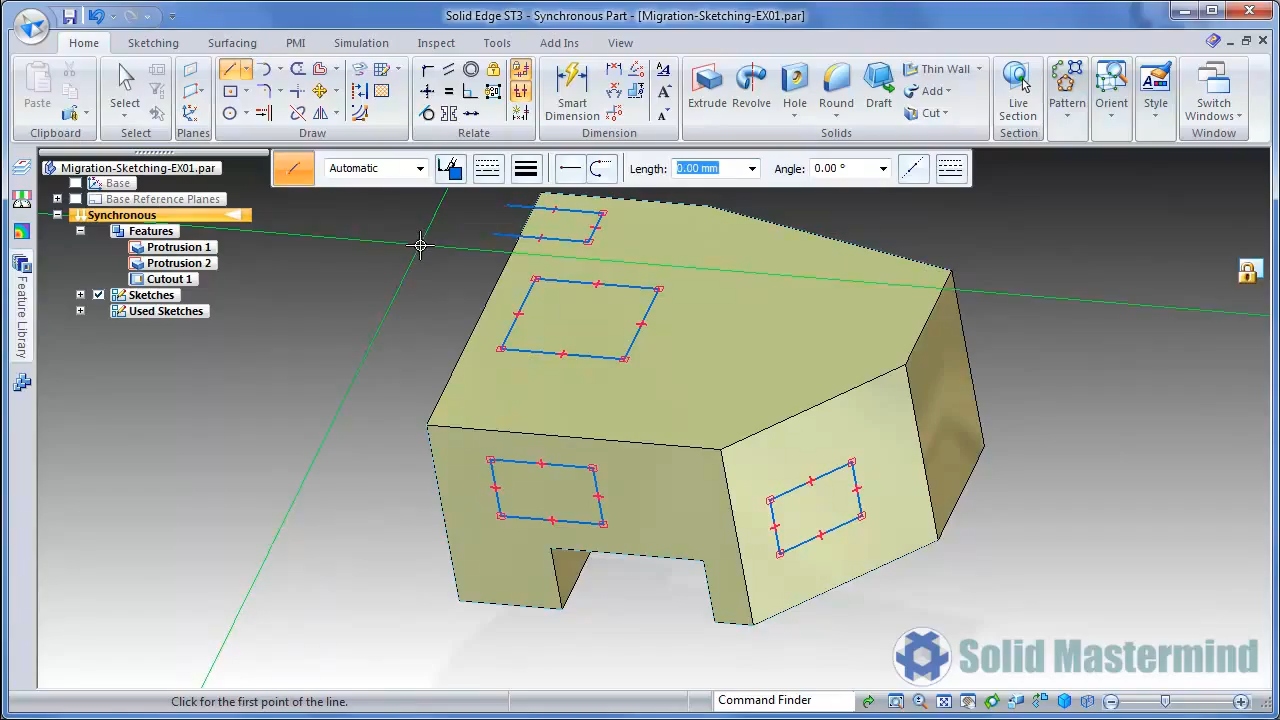 Solid Edge ST3 - Synchronous Part - [Migration-Sketching-EX01.par]
Home Sketching Surfacing PMI Simulation Inspect Tools Add Ins View
Paste
Select
Smart
Dimension
Extrude Revolve Hole Round Draft
Thin Wall
Add
Cut
Live
Section
Pattern
Orient
Style
Switch
Windows
Clipboard Select Planes Draw Relate Dimension Solids Section Window
Migration-Sketching-EX01.par
Automatic
Length: 0.00 mm Angle: 0.00 °
Base
Base Reference Planes
Synchronous
Features
Protrusion 1
Protrusion 2
Cutout 1
Sketches
Used Sketches
Feature Library
Solid Mastermind
Click for the first point of the line.
Command Finder